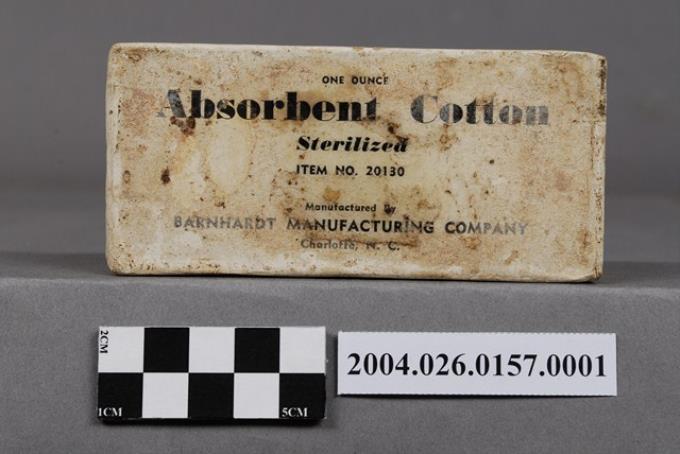 ONE OUNCE
Absorbent Cotton
Sterilized
ITEM NO. 20130
Manufactured By
BARNHARDT MANUFACTURING COMPANY
Charlotte, N. C.
2CM
1CM 5CM
2004.026.0157.0001